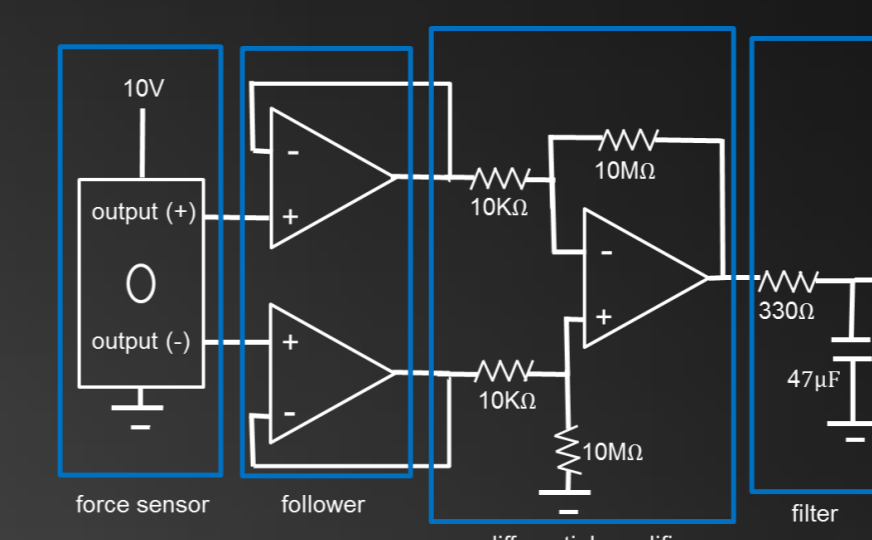 10V
output (+)
output (-)
-
+
+
-
10KΩ
10KΩ
10MΩ
-
+
10MΩ
330Ω
47μF
force sensor
follower
filter